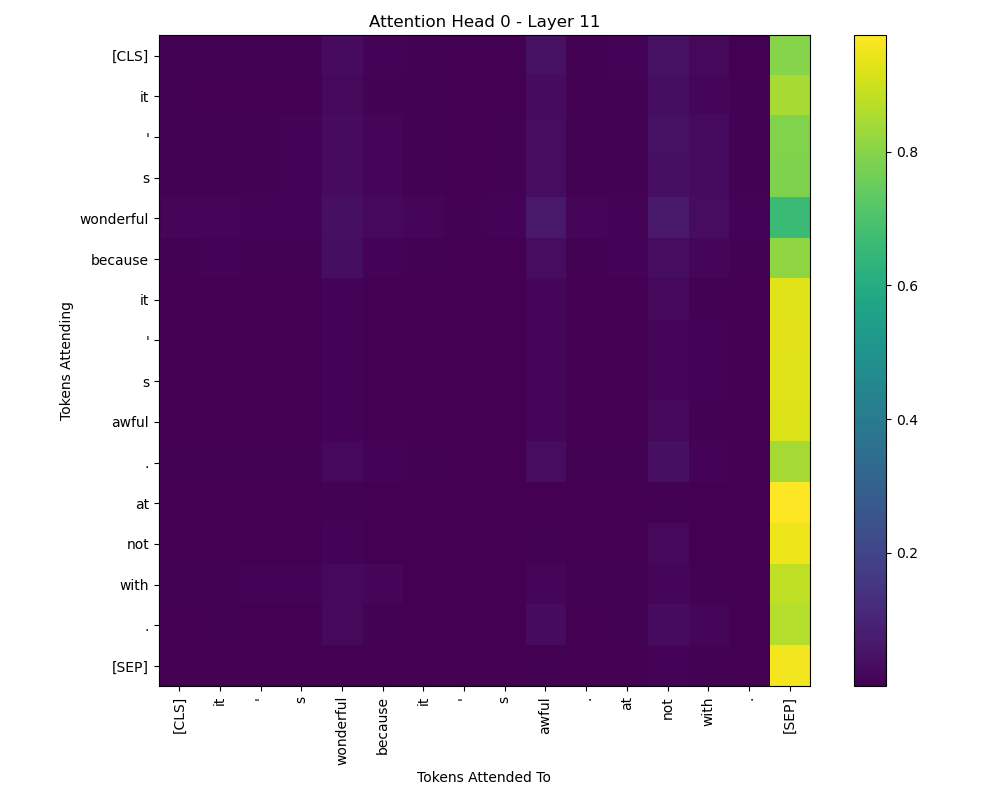 Attention Head 0 - Layer 11
[CLS]
it
'
s
wonderful
because
it
'
s
awful
.
at
not
with
.
[SEP]
Tokens Attending
[CLS] it ' s wonderful because it ' s awful . at not with . [SEP]
Tokens Attended To
0.8
0.6
0.4
0.2